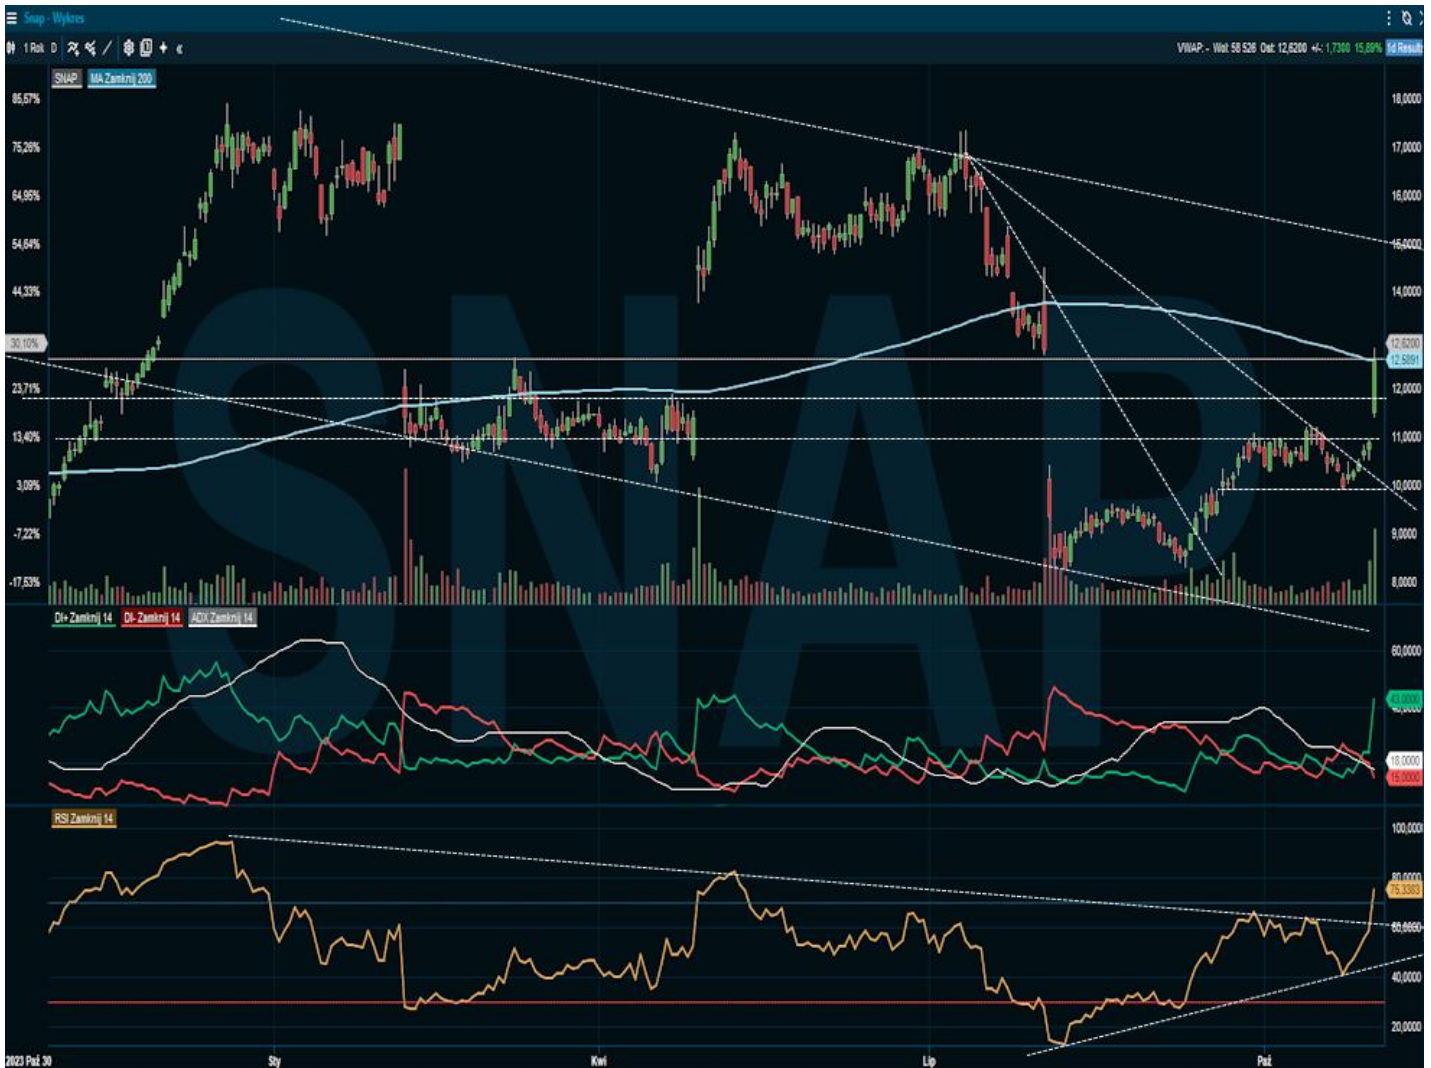 Snap - Wykres
1 Rok D
VWAP: - Wol: 58 526 Ost: 12,6200 +/-: 1,7300 15,89% 1d Results
SNAP MA Zamknij 200
85,57% 18,0000
75,26% 17,0000
64,95% 16,0000
54,64% 15,0000
44,33% 14,0000
30,10% 12,6200
12,5891
23,71% 12,0000
13,40% 11,0000
3,09% 10,0000
-7,22% 9,0000
-17,53% 8,0000
SNAP
DI+ Zamknij 14 DI- Zamknij 14 ADX Zamknij 14
60,0000
43,0000
18,0000
15,0000
RSI Zamknij 14
100,0000
80,0000
75,3383
60,0000
40,0000
20,0000
2023 Paź 30 Sty Kwi Lip Paź